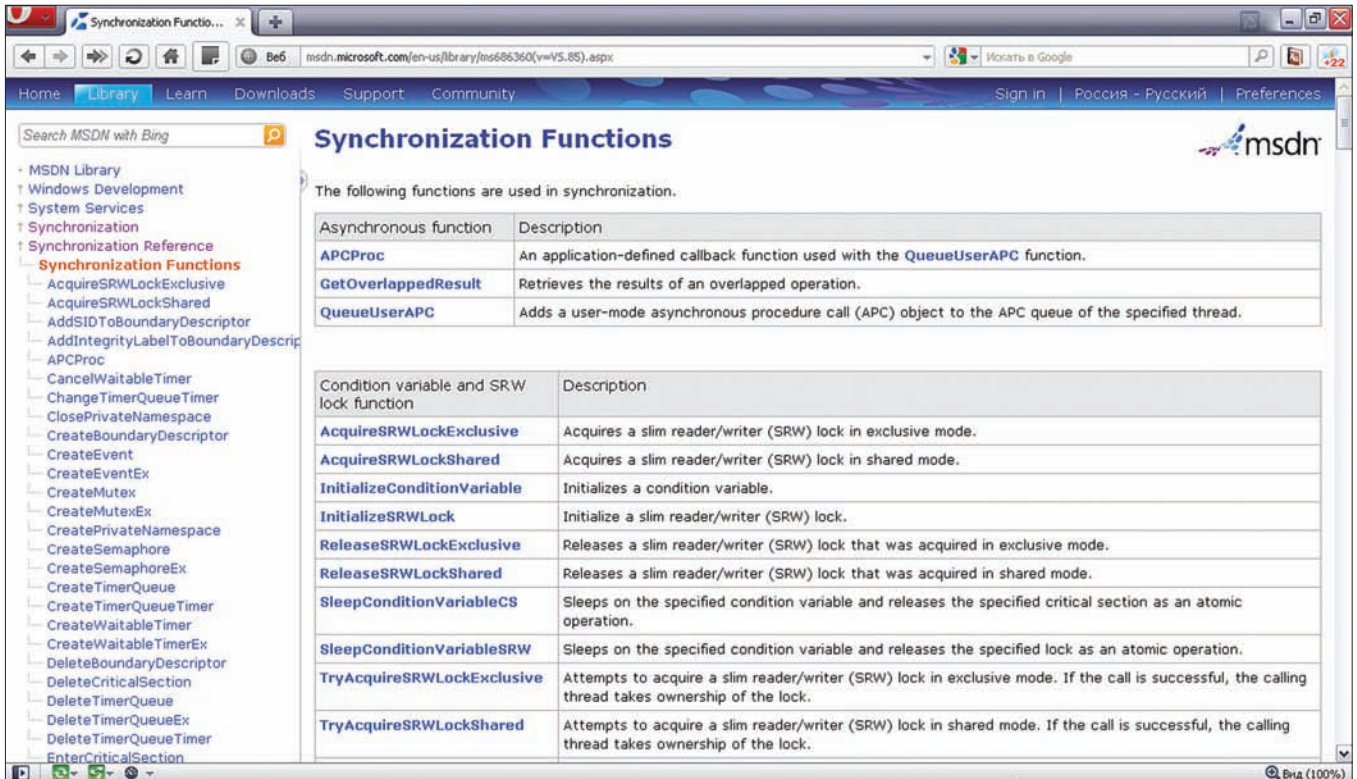 Synchronization Functio...
Веб
msdn.microsoft.com/en-us/library/ms686360(v=VS.85).aspx
Искать в Google
+22
Home Library Learn Downloads Support Community
Sign in | Россия - Русский | Preferences
Search MSDN with Bing
MSDN Library
Windows Development
System Services
Synchronization
Synchronization Reference
Synchronization Functions
AcquireSRWLockExclusive
AcquireSRWLockShared
AddSIDToBoundaryDescriptor
AddIntegrityLabelToBoundaryDescrip
APCProc
CancelWaitableTimer
ChangeTimerQueueTimer
ClosePrivateNamespace
CreateBoundaryDescriptor
CreateEvent
CreateEventEx
CreateMutex
CreateMutexEx
CreatePrivateNamespace
CreateSemaphore
CreateSemaphoreEx
CreateTimerQueue
CreateTimerQueueTimer
CreateWaitableTimer
CreateWaitableTimerEx
DeleteBoundaryDescriptor
DeleteCriticalSection
DeleteTimerQueue
DeleteTimerQueueEx
DeleteTimerQueueTimer
EnterCriticalSection
Synchronization Functions
msdn
The following functions are used in synchronization.
Asynchronous function Description
APCProc An application-defined callback function used with the QueueUserAPC function.
GetOverlappedResult Retrieves the results of an overlapped operation.
QueueUserAPC Adds a user-mode asynchronous procedure call (APC) object to the APC queue of the specified thread.
Condition variable and SRW Description
lock function
AcquireSRWLockExclusive Acquires a slim reader/writer (SRW) lock in exclusive mode.
AcquireSRWLockShared Acquires a slim reader/writer (SRW) lock in shared mode.
InitializeConditionVariable Initializes a condition variable.
InitializeSRWLock Initialize a slim reader/writer (SRW) lock.
ReleaseSRWLockExclusive Releases a slim reader/writer (SRW) lock that was acquired in exclusive mode.
ReleaseSRWLockShared Releases a slim reader/writer (SRW) lock that was acquired in shared mode.
SleepConditionVariableCS Sleeps on the specified condition variable and releases the specified critical section as an atomic
operation.
SleepConditionVariableSRW Sleeps on the specified condition variable and releases the specified lock as an atomic operation.
TryAcquireSRWLockExclusive Attempts to acquire a slim reader/writer (SRW) lock in exclusive mode. If the call is successful, the calling
thread takes ownership of the lock.
TryAcquireSRWLockShared Attempts to acquire a slim reader/writer (SRW) lock in shared mode. If the call is successful, the calling
thread takes ownership of the lock.
Вид (100%)